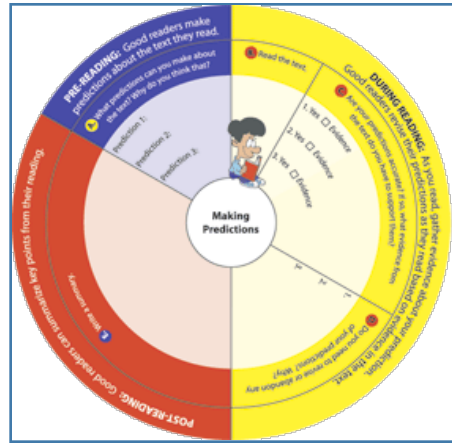 PRE-READING: Good readers make
predictions about the text they read.
A. What predictions can you make about
the text? Why do you think that?
Prediction 1:
Prediction 2:
Prediction 3:
Making
Predictions
DURING READING: As you read, gather evidence about your prediction.
Good readers revise their predictions as they read based on evidence in the text.
B. Read the text.
C. Are your predictions accurate? If so, what evidence from
the text do you have to support them?
1. Yes Evidence
2. Yes Evidence
3. Yes Evidence
D. Do you need to revise or abandon any
of your predictions? Why?
1.
2.
3.
POST-READING: Good readers can summarize key points from their reading.
E. Write a summary.